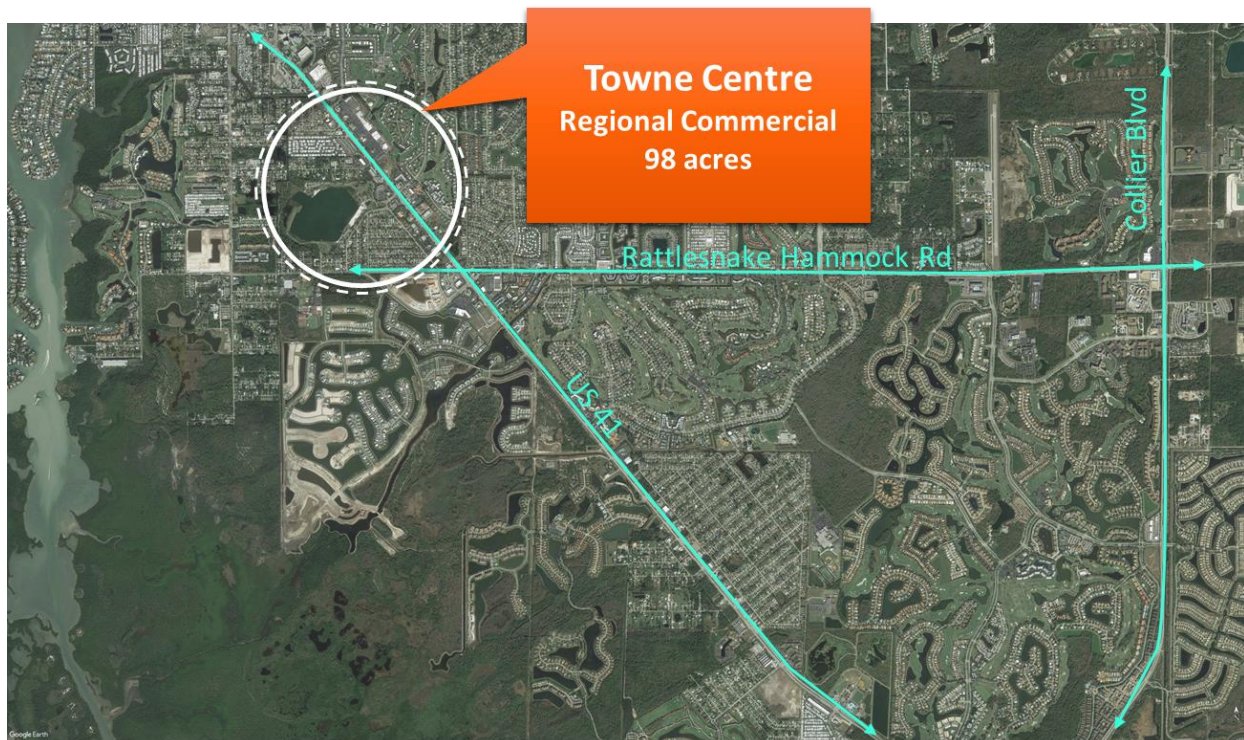 Towne Centre
Regional Commercial
98 acres
Collier Blvd
Rattlesnake Hammock Rd
US 41
Google Earth